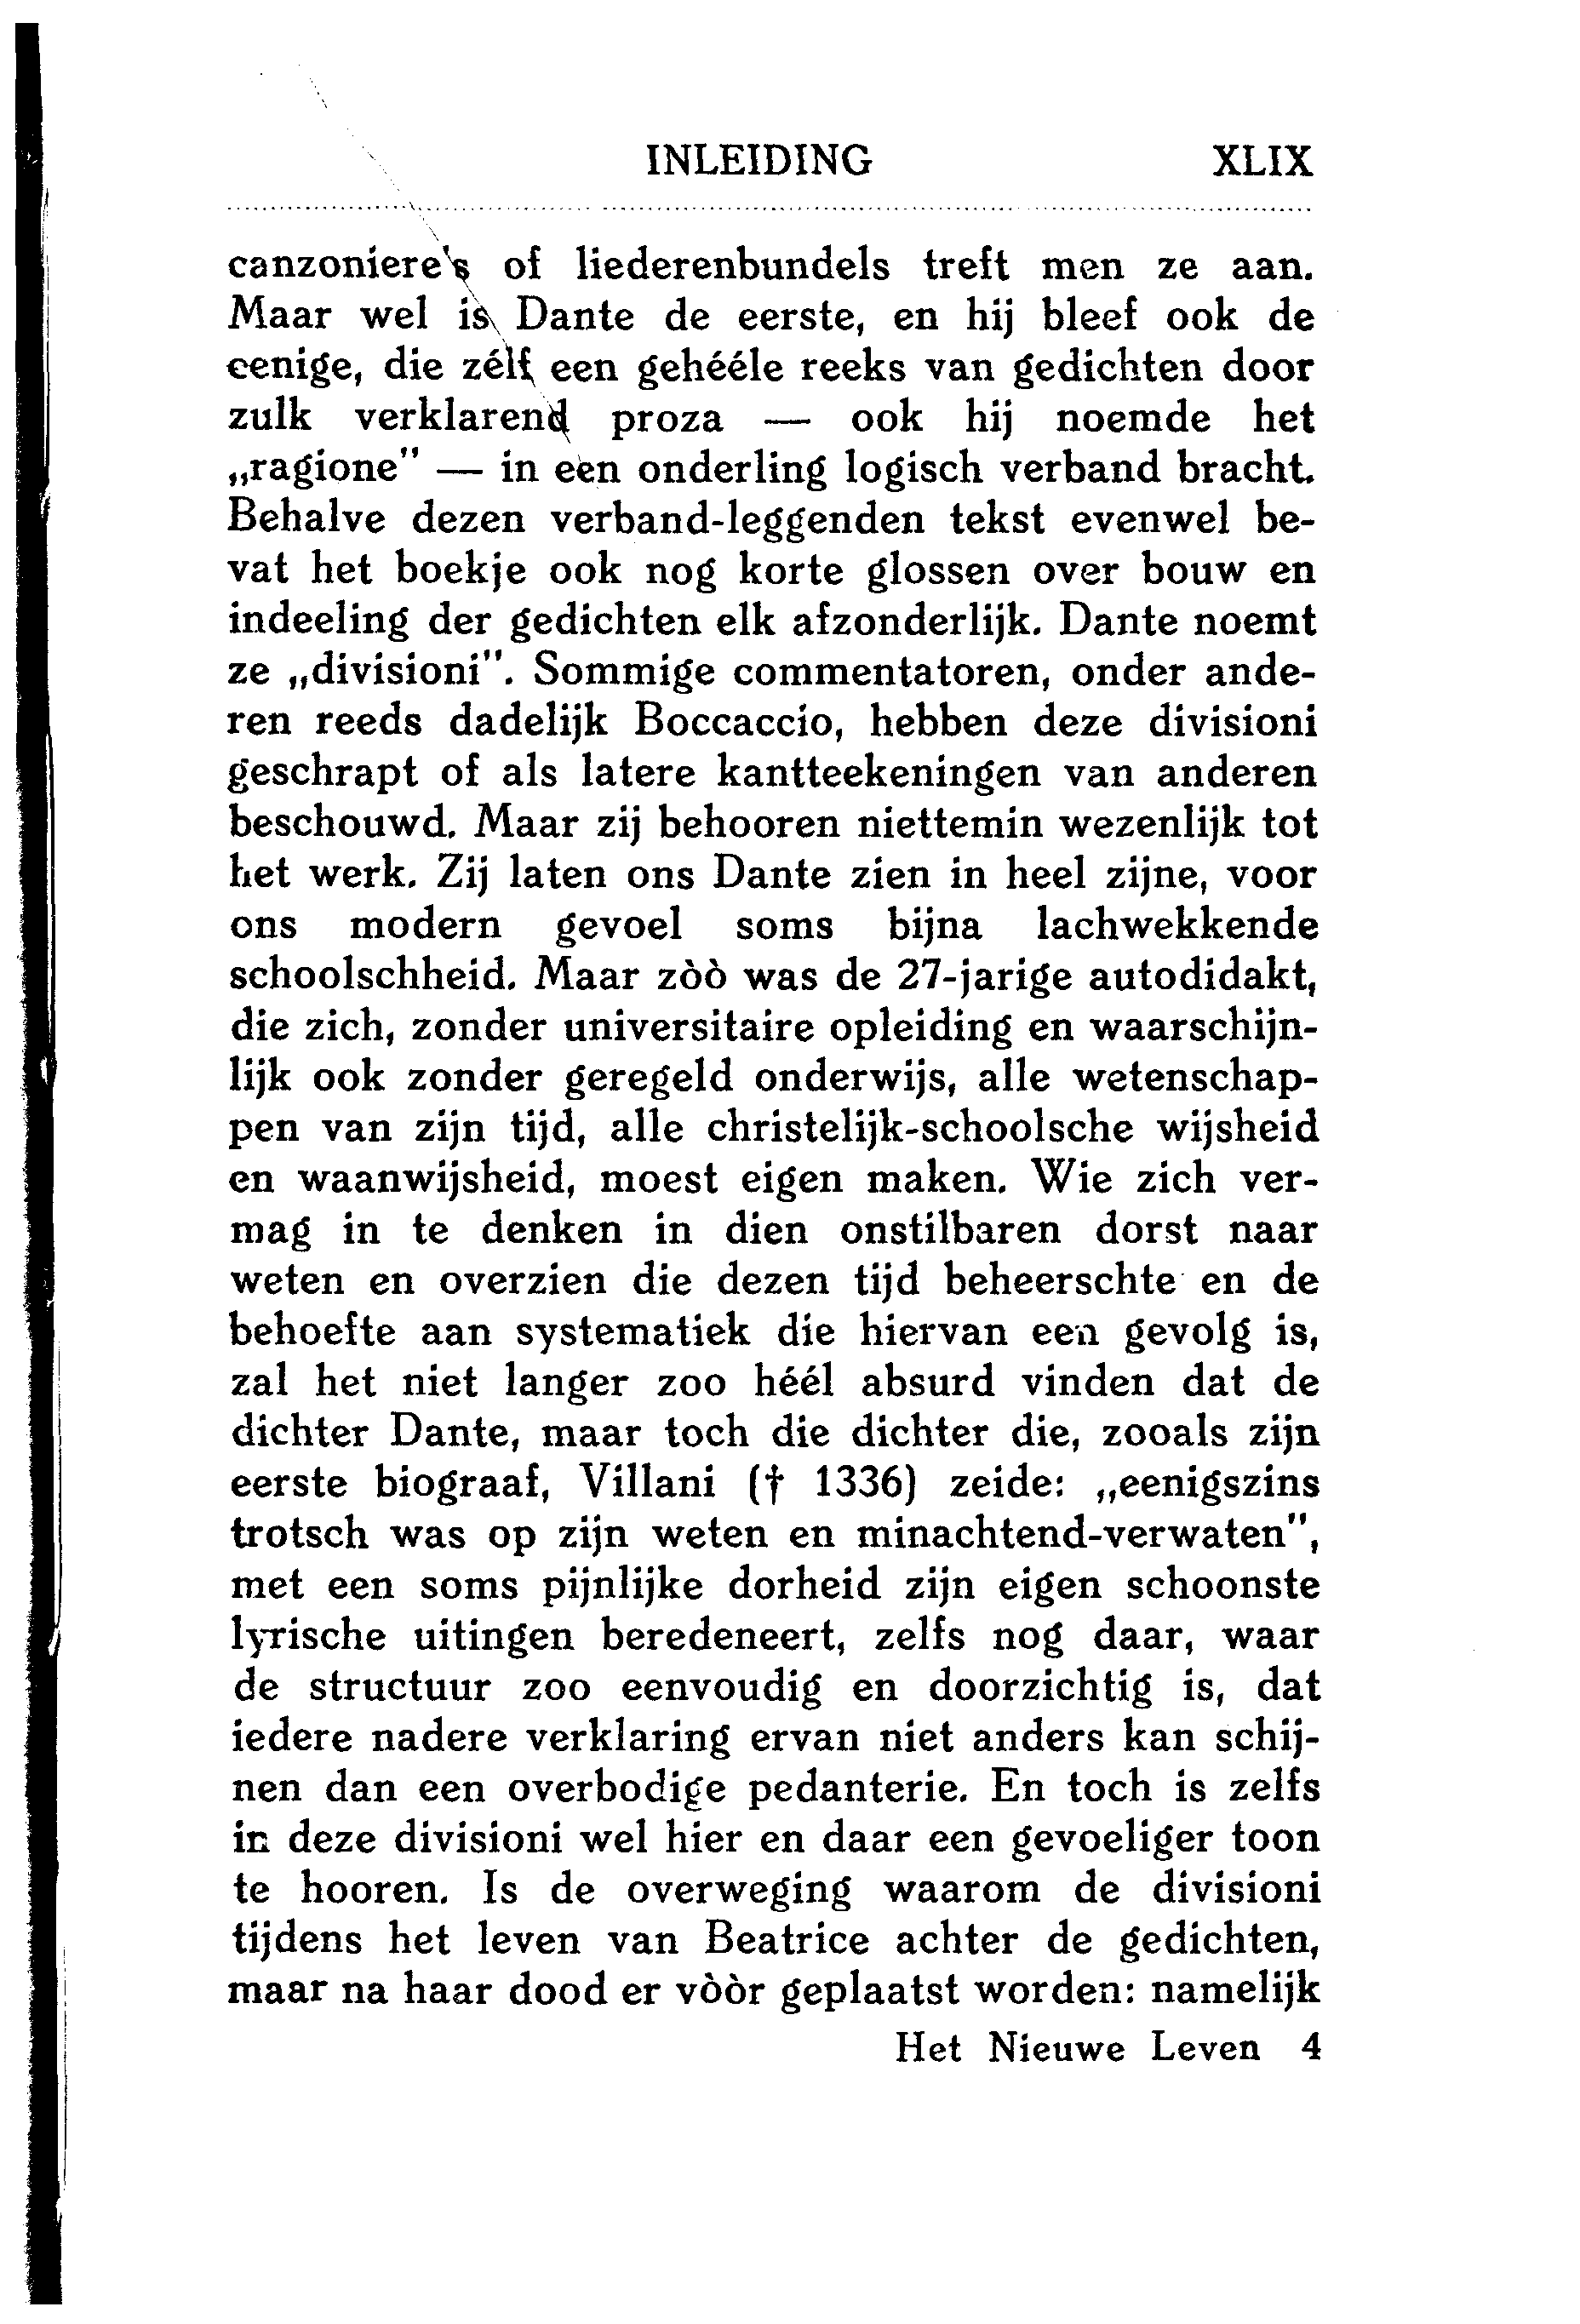 INLEIDING XLIX
canzoniere's of liederenbundels treft men ze aan.
Maar wel is Dante de eerste, en hij bleef ook de
eenige, die zélf een gehééle reeks van gedichten door
zulk verklarend proza — ook hij noemde het
„ragione" — in een onderling logisch verband bracht.
Behalve dezen verband-leggenden tekst evenwel be-
vat het boekje ook nog korte glossen over bouw en
indeeling der gedichten elk afzonderlijk. Dante noemt
ze „divisioni". Sommige commentatoren, onder ande-
ren reeds dadelijk Boccaccio, hebben deze divisioni
geschrapt of als latere kantteekeningen van anderen
beschouwd. Maar zij behooren niettemin wezenlijk tot
het werk. Zij laten ons Dante zien in heel zijne, voor
ons modern gevoel soms bijna lachwekkende
schoolschheid. Maar zòò was de 27-jarige autodidakt,
die zich, zonder universitaire opleiding en waarschijn-
lijk ook zonder geregeld onderwijs, alle wetenschap-
pen van zijn tijd, alle christelijk-schoolsche wijsheid
en waanwijsheid, moest eigen maken. Wie zich ver-
mag in te denken in dien onstilbaren dorst naar
weten en overzien die dezen tijd beheerschte en de
behoefte aan systematiek die hiervan een gevolg is,
zal het niet langer zoo héél absurd vinden dat de
dichter Dante, maar toch die dichter die, zooals zijn
eerste biograaf, Villani († 1336) zeide: „eenigszins
trotsch was op zijn weten en minachtend-verwaten",
met een soms pijnlijke dorheid zijn eigen schoonste
lyrische uitingen beredeneert, zelfs nog daar, waar
de structuur zoo eenvoudig en doorzichtig is, dat
iedere nadere verklaring ervan niet anders kan schij-
nen dan een overbodige pedanterie. En toch is zelfs
in deze divisioni wel hier en daar een gevoeliger toon
te hooren. Is de overweging waarom de divisioni
tijdens het leven van Beatrice achter de gedichten,
maar na haar dood er vòòr geplaatst worden: namelijk
Het Nieuwe Leven 4